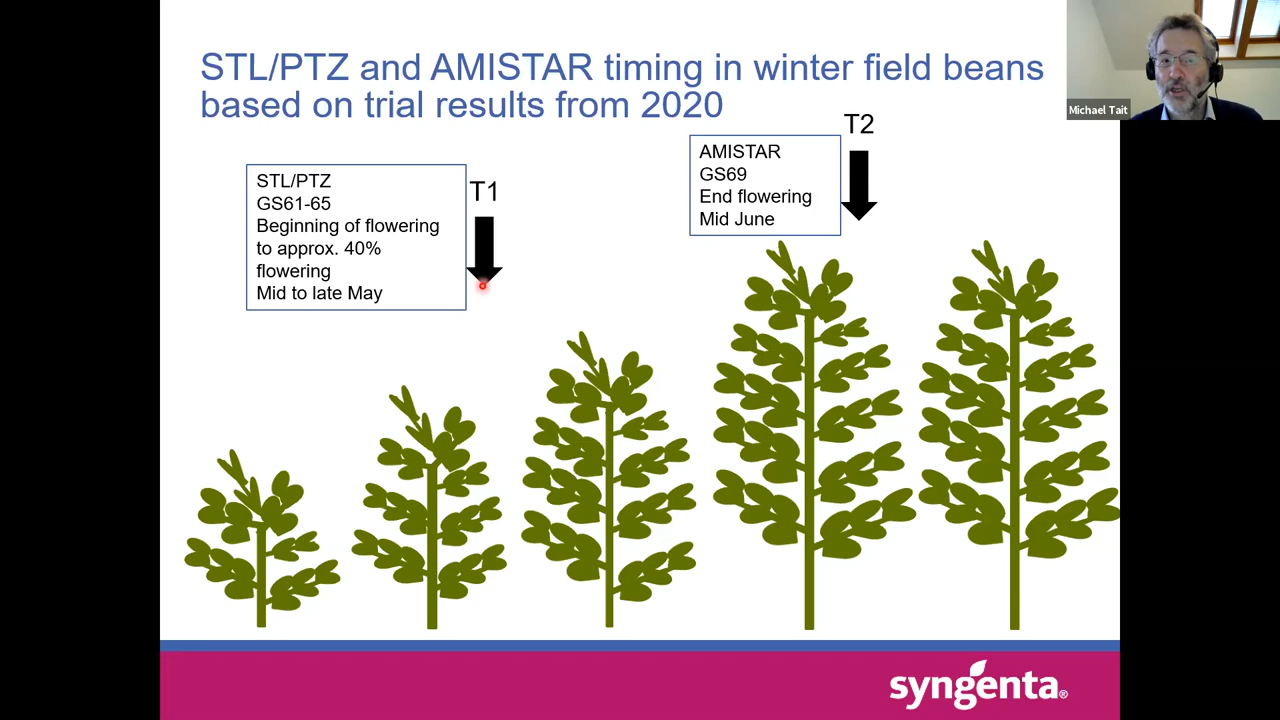 STL/PTZ and AMISTAR timing in winter field beans
based on trial results from 2020
Michael Tait
T2
AMISTAR
GS69
End flowering
Mid June
T1
STL/PTZ
GS61-65
Beginning of flowering
to approx. 40%
flowering
Mid to late May
syngenta®